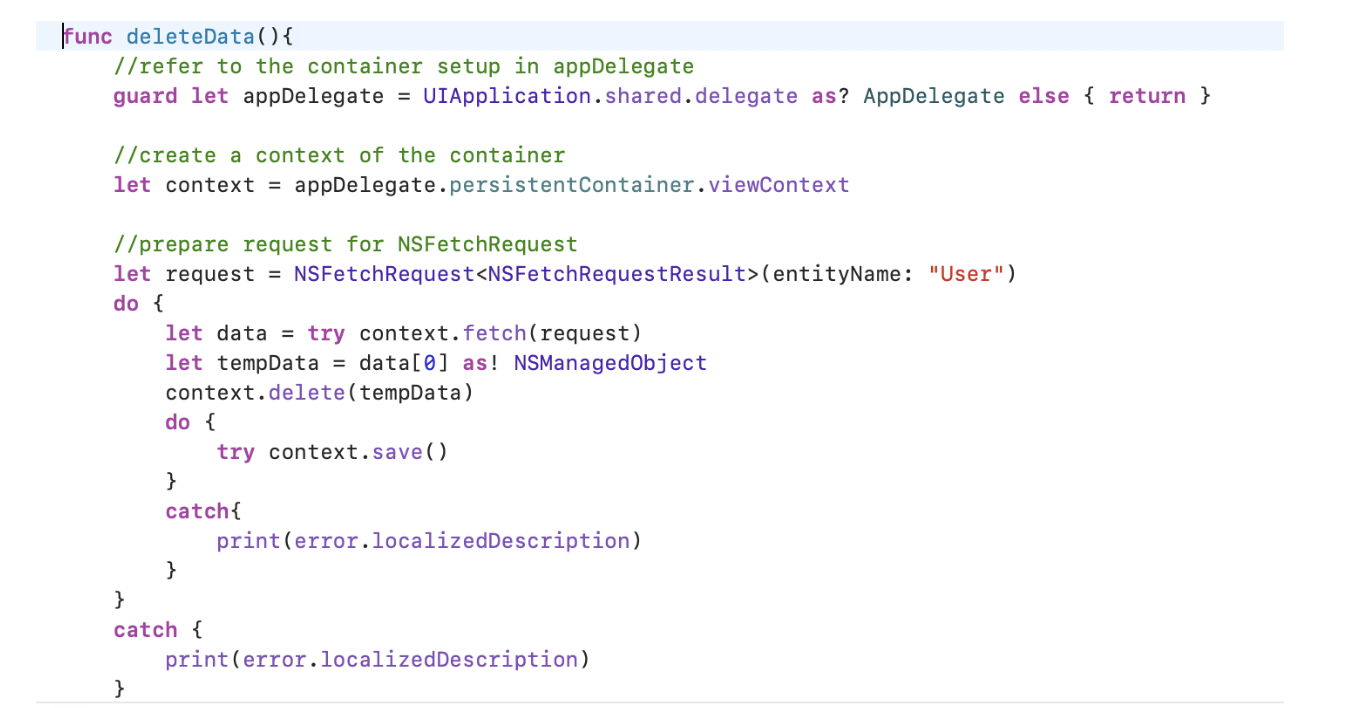 func deleteData(){
//refer to the container setup in appDelegate
guard let appDelegate = UIApplication.shared.delegate as? AppDelegate else { return }
//create a context of the container
let context = appDelegate.persistentContainer.viewContext
//prepare request for NSFetchRequest
let request = NSFetchRequest<NSFetchRequestResult>(entityName: "User")
do {
let data = try context.fetch(request)
let tempData = data[0] as! NSManagedObject
context.delete(tempData)
do {
try context.save()
}
catch{
print(error.localizedDescription)
}
}
catch {
print(error.localizedDescription)
}